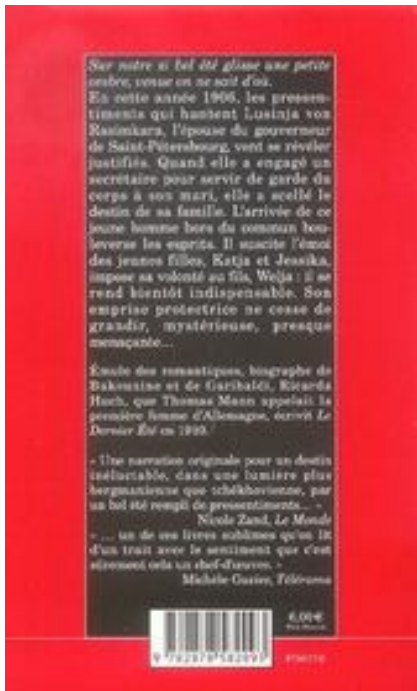 Sur notre si bel été glisse une petite
ombre, venue on ne sait d'où.
En cette année 1906, les pressen-
timents qui hantent Lusinja von
Rasimkara, l'épouse du gouverneur
de Saint-Pétersbourg, vont se révéler
justifiés. Quand elle a engagé un
secrétaire pour servir de garde du
corps à son mari, elle a scellé le
destin de sa famille. L'arrivée de ce
jeune homme hors du commun bou-
leverse les esprits. Il suscite l'émoi
des jeunes filles, Katja et Jessika,
impose sa volonté au fils, Welja : il se
rend bientôt indispensable. Son
emprise protectrice ne cesse de
grandir, mystérieuse, presque
menaçante...
Émule des romantiques, biographe de
Bakounine et de Garibaldi, Ricarda
Huch, que Thomas Mann appelait la
première femme d'Allemagne, écrivit Le
Dernier Été en 1910.
« Une narration originale pour un destin
inéluctable, dans une lumière plus
bergmanienne que tchékhovienne, par
un bel été rempli de pressentiments... »
Nicole Zand, Le Monde
« ... un de ces livres sublimes qu'on lit
d'un trait avec le sentiment que c'est
sûrement cela un chef-d'œuvre. »
Michèle Gazier, Télérama
6,00 €